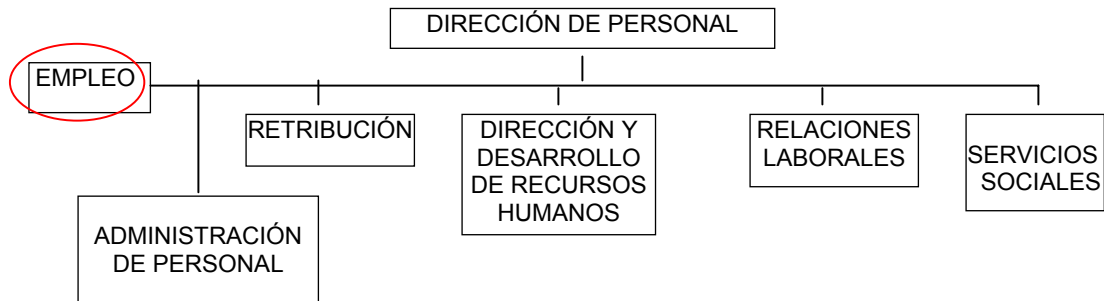 DIRECCIÓN DE PERSONAL
EMPLEO
RETRIBUCIÓN
DIRECCIÓN Y
DESARROLLO
DE RECURSOS
HUMANOS
RELACIONES
LABORALES
SERVICIOS
SOCIALES
ADMINISTRACIÓN
DE PERSONAL